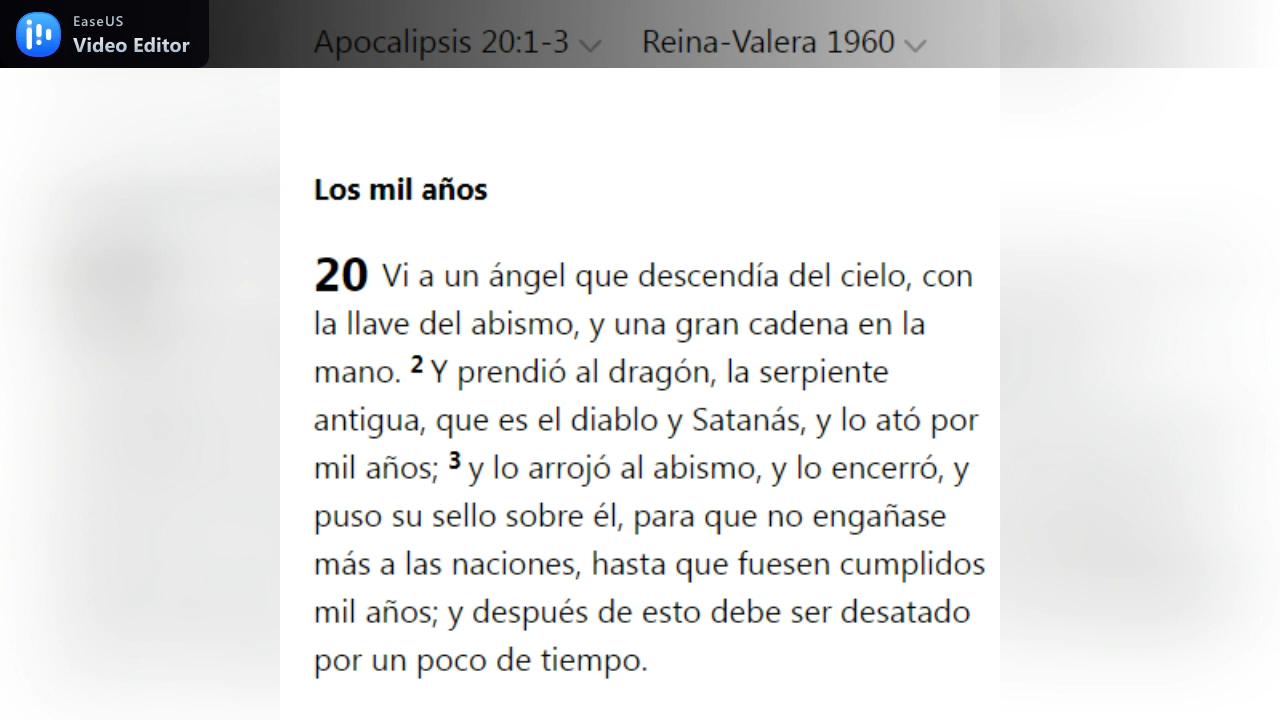 EaseUS
Video Editor
Apocalipsis 20:1-3 Reina-Valera 1960
Los mil años
20 Vi a un ángel que descendía del cielo, con
la llave del abismo, y una gran cadena en la
mano. 2 Y prendió al dragón, la serpiente
antigua, que es el diablo y Satanás, y lo ató por
mil años; 3 y lo arrojó al abismo, y lo encerró, y
puso su sello sobre él, para que no engañase
más a las naciones, hasta que fuesen cumplidos
mil años; y después de esto debe ser desatado
por un poco de tiempo.